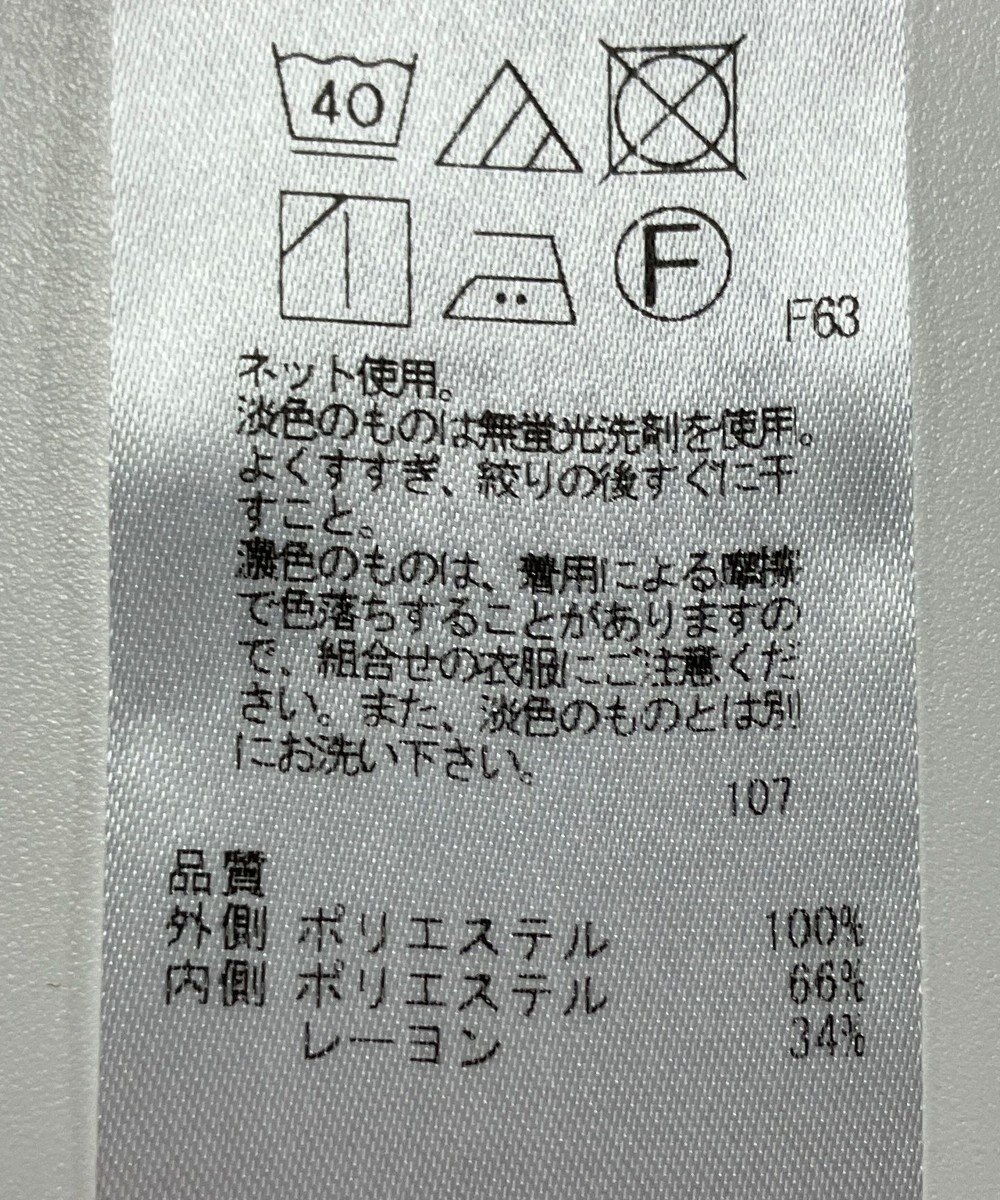 40
F
F63
ネット使用。
淡色のものは無蛍光洗剤を使用。
よくすすぎ、絞りの後すぐに干
すこと。
濃色のものは、着用による摩擦
で色落ちすることがありますの
で、組合せの衣服にご注意くだ
さい。また、淡色のものとは別
にお洗い下さい。
107
品質
外側 ポリエステル 100%
内側 ポリエステル 66%
レーヨン 34%